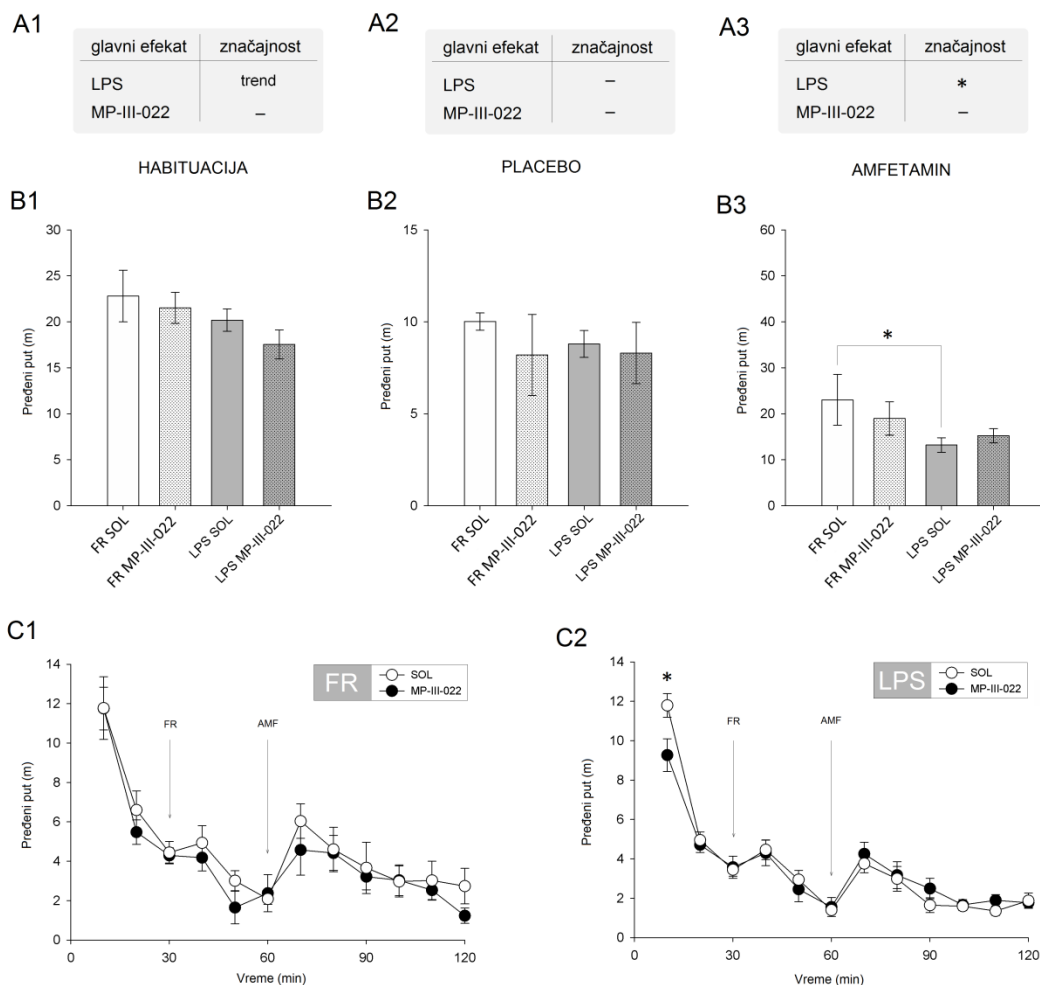 A1
glavni efekat značajnost
LPS trend
MP-III-022 –
A2
glavni efekat značajnost
LPS –
MP-III-022 –
A3
glavni efekat značajnost
LPS *
MP-III-022 –
HABITUACIJA
PLACEBO
AMFETAMIN
B1
30
25
20
15
10
5
0
Pređeni put (m)
FR SOL
FR MP-III-022
LPS SOL
LPS MP-III-022
B2
15
10
5
0
Pređeni put (m)
FR SOL
FR MP-III-022
LPS SOL
LPS MP-III-022
B3
60
50
40
30
20
10
0
Pređeni put (m)
*
FR SOL
FR MP-III-022
LPS SOL
LPS MP-III-022
C1
14
12
10
8
6
4
2
0
Pređeni put (m)
FR
SOL
MP-III-022
FR
AMF
0 30 60 90 120
Vreme (min)
C2
14
12
10
8
6
4
2
0
Pređeni put (m)
*
LPS
SOL
MP-III-022
FR
AMF
0 30 60 90 120
Vreme (min)